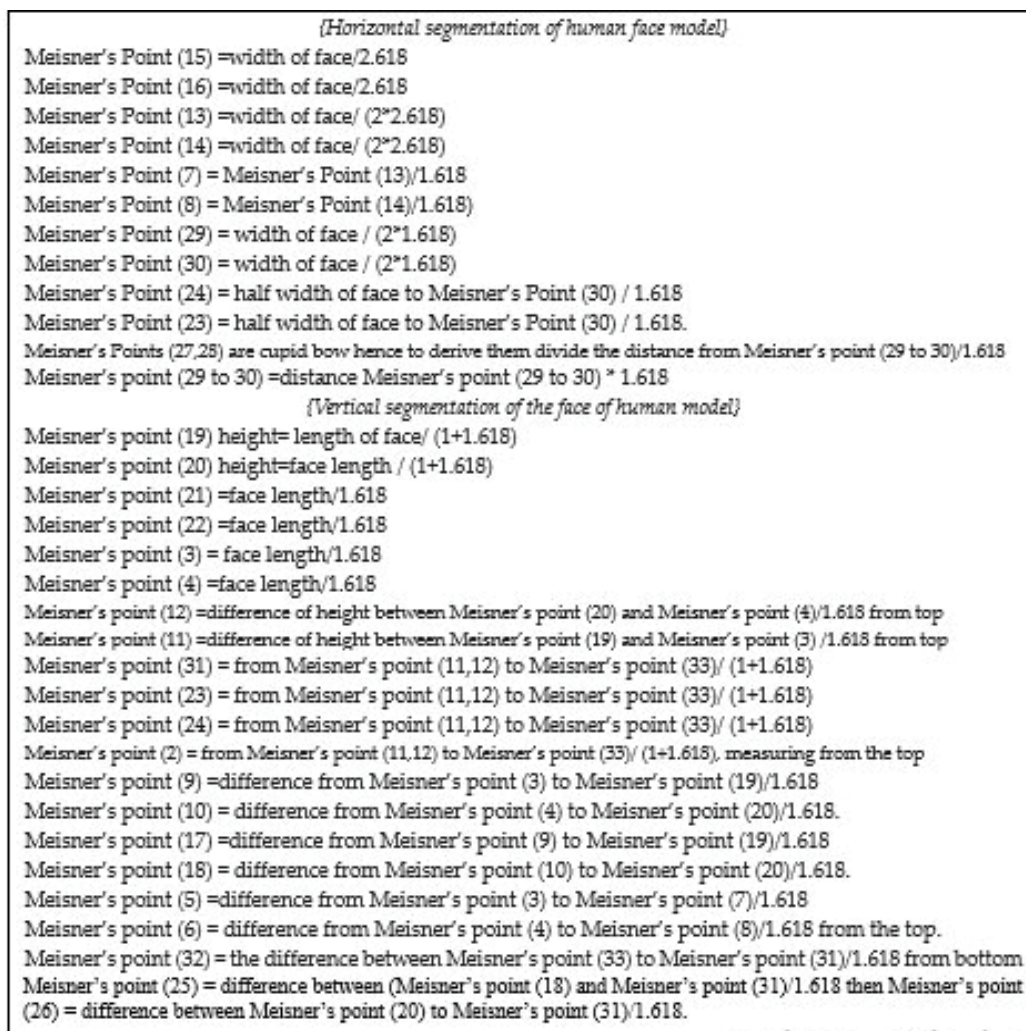 {Horizontal segmentation of human face model}
Meisner's Point (15) =width of face/2.618
Meisner's Point (16) =width of face/2.618
Meisner's Point (13) =width of face/ (2*2.618)
Meisner's Point (14) =width of face/ (2*2.618)
Meisner's Point (7) = Meisner's Point (13)/1.618
Meisner's Point (8) = Meisner's Point (14)/1.618)
Meisner's Point (29) = width of face / (2*1.618)
Meisner's Point (30) = width of face / (2*1.618)
Meisner's Point (24) = half width of face to Meisner's Point (30) / 1.618
Meisner's Point (23) = half width of face to Meisner's Point (30) / 1.618.
Meisner's Points (27,28) are cupid bow hence to derive them divide the distance from Meisner's point (29 to 30)/1.618
Meisner's point (29 to 30) =distance Meisner's point (29 to 30) * 1.618
{Vertical segmentation of the face of human model}
Meisner's point (19) height= length of face/ (1+1.618)
Meisner's point (20) height=face length / (1+1.618)
Meisner's point (21) =face length/1.618
Meisner's point (22) =face length/1.618
Meisner's point (3) = face length/1.618
Meisner's point (4) =face length/1.618
Meisner's point (12) =difference of height between Meisner's point (20) and Meisner's point (4)/1.618 from top
Meisner's point (11) =difference of height between Meisner's point (19) and Meisner's point (3) /1.618 from top
Meisner's point (31) = from Meisner's point (11,12) to Meisner's point (33)/ (1+1.618)
Meisner's point (23) = from Meisner's point (11,12) to Meisner's point (33)/ (1+1.618)
Meisner's point (24) = from Meisner's point (11,12) to Meisner's point (33)/ (1+1.618)
Meisner's point (2) = from Meisner's point (11,12) to Meisner's point (33)/ (1+1.618), measuring from the top
Meisner's point (9) =difference from Meisner's point (3) to Meisner's point (19)/1.618
Meisner's point (10) = difference from Meisner's point (4) to Meisner's point (20)/1.618.
Meisner's point (17) =difference from Meisner's point (9) to Meisner's point (19)/1.618
Meisner's point (18) = difference from Meisner's point (10) to Meisner's point (20)/1.618.
Meisner's point (5) =difference from Meisner's point (3) to Meisner's point (7)/1.618
Meisner's point (6) = difference from Meisner's point (4) to Meisner's point (8)/1.618 from the top.
Meisner's point (32) = the difference between Meisner's point (33) to Meisner's point (31)/1.618 from bottom
Meisner's point (25) = difference between (Meisner's point (18) and Meisner's point (31)/1.618 then Meisner's point
(26) = difference between Meisner's point (20) to Meisner's point (31)/1.618.